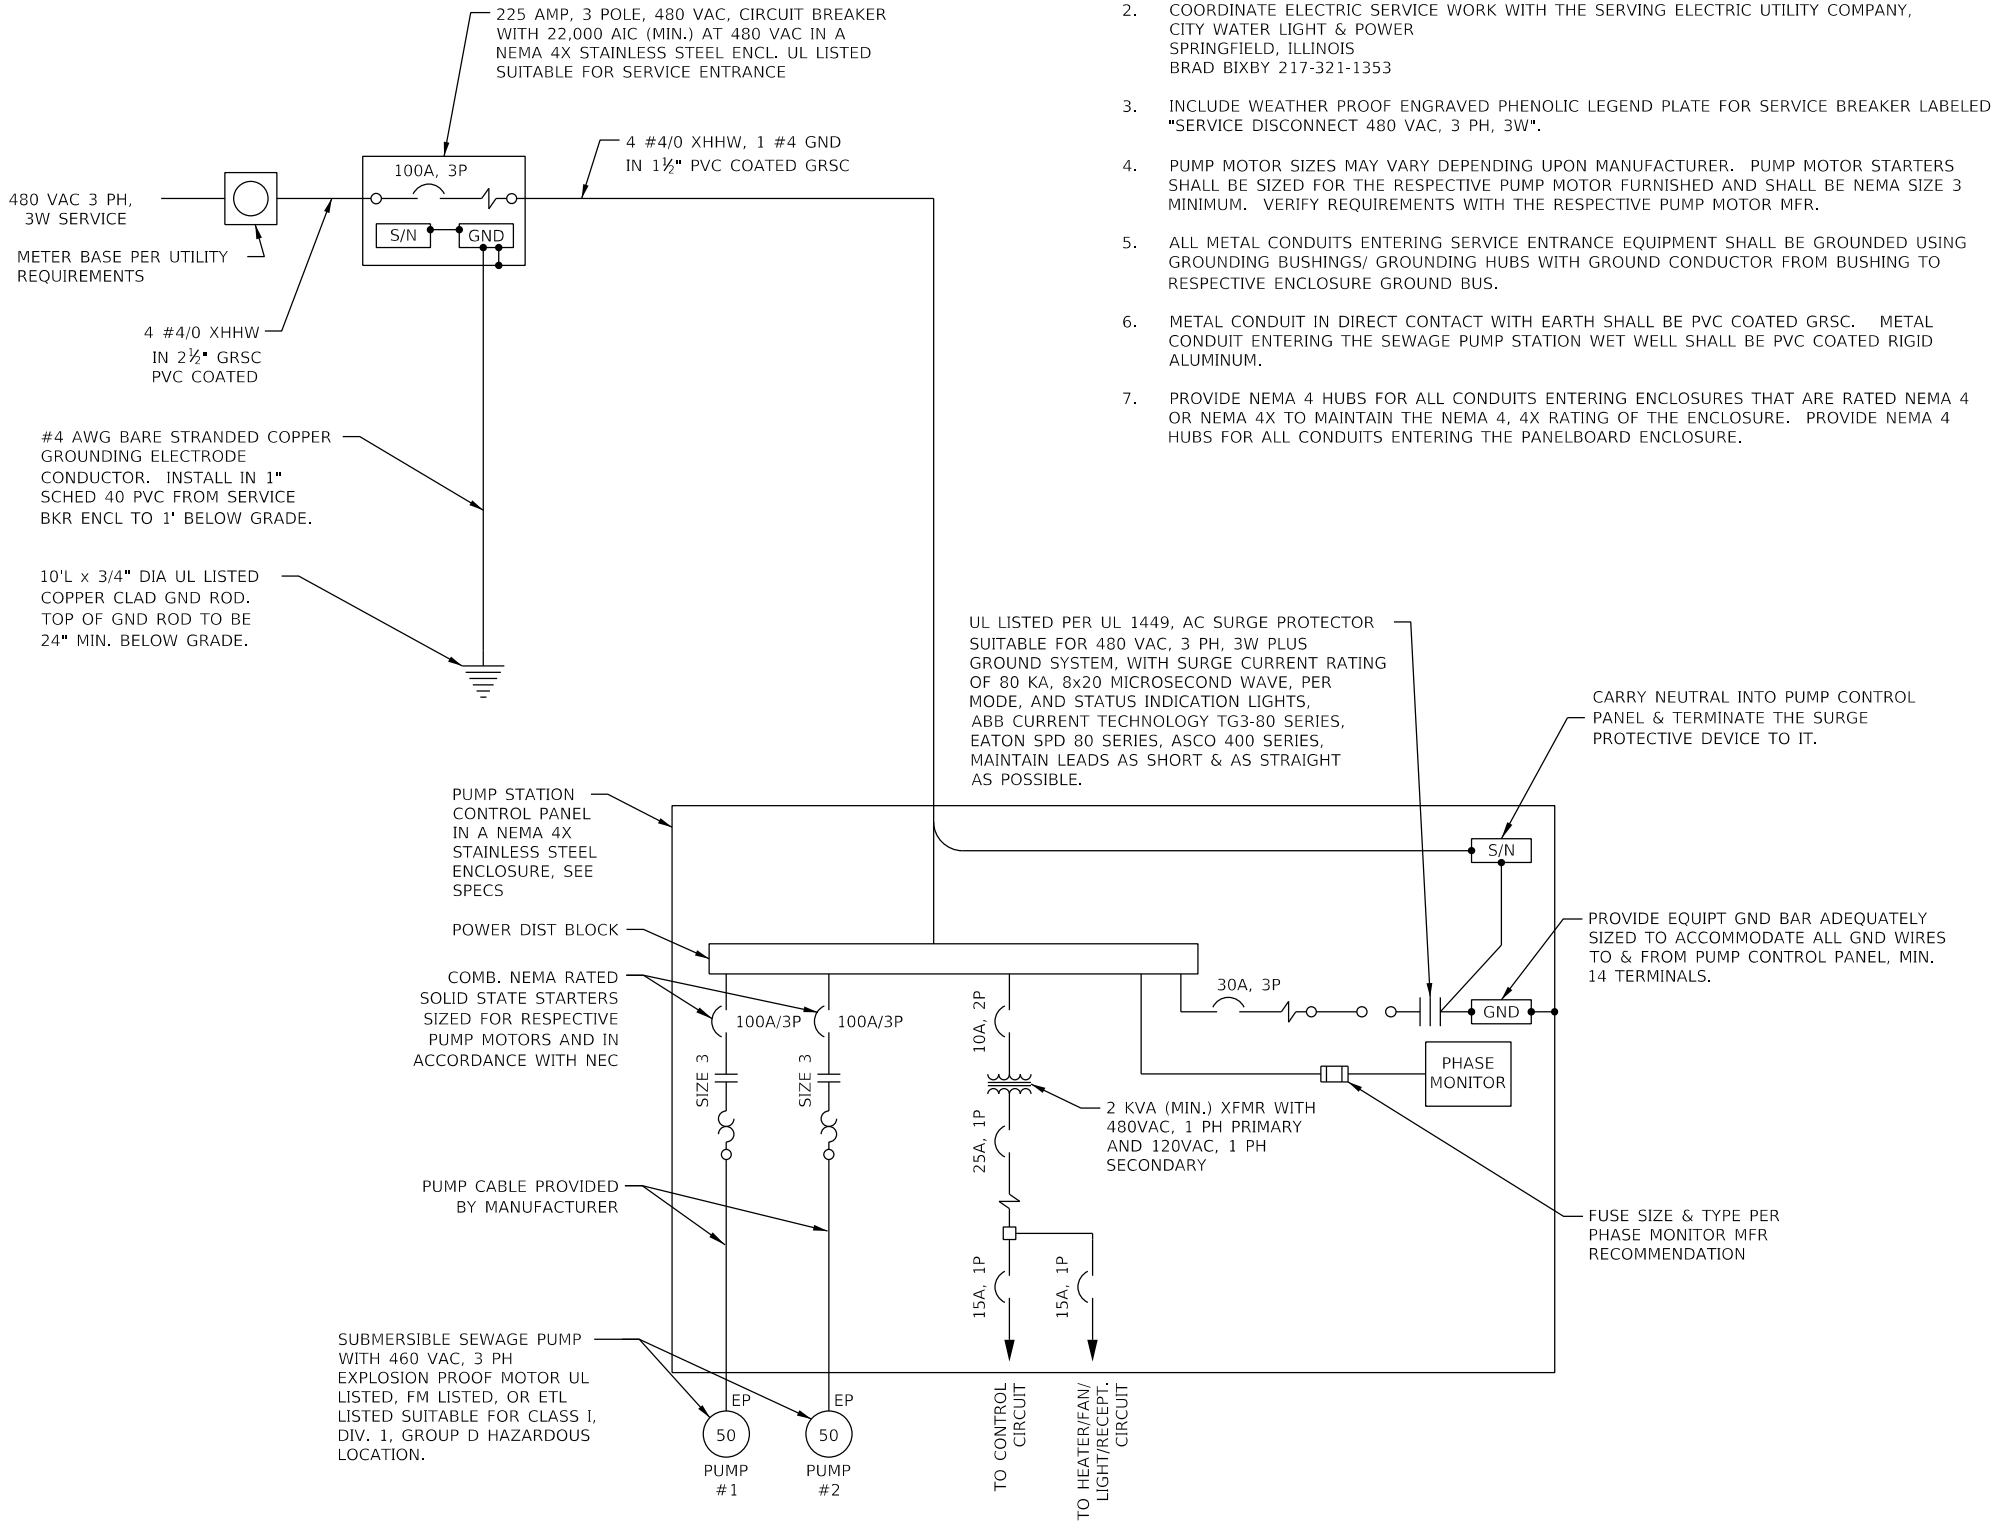 225 AMP, 3 POLE, 480 VAC, CIRCUIT BREAKER
WITH 22,000 AIC (MIN.) AT 480 VAC IN A
NEMA 4X STAINLESS STEEL ENCL. UL LISTED
SUITABLE FOR SERVICE ENTRANCE
2. COORDINATE ELECTRIC SERVICE WORK WITH THE SERVING ELECTRIC UTILITY COMPANY,
CITY WATER LIGHT & POWER
SPRINGFIELD, ILLINOIS
BRAD BIXBY 217-321-1353
3. INCLUDE WEATHER PROOF ENGRAVED PHENOLIC LEGEND PLATE FOR SERVICE BREAKER LABELED
"SERVICE DISCONNECT 480 VAC, 3 PH, 3W".
4. PUMP MOTOR SIZES MAY VARY DEPENDING UPON MANUFACTURER. PUMP MOTOR STARTERS
SHALL BE SIZED FOR THE RESPECTIVE PUMP MOTOR FURNISHED AND SHALL BE NEMA SIZE 3
MINIMUM. VERIFY REQUIREMENTS WITH THE RESPECTIVE PUMP MOTOR MFR.
5. ALL METAL CONDUITS ENTERING SERVICE ENTRANCE EQUIPMENT SHALL BE GROUNDED USING
GROUNDING BUSHINGS/ GROUNDING HUBS WITH GROUND CONDUCTOR FROM BUSHING TO
RESPECTIVE ENCLOSURE GROUND BUS.
6. METAL CONDUIT IN DIRECT CONTACT WITH EARTH SHALL BE PVC COATED GRSC. METAL
CONDUIT ENTERING THE SEWAGE PUMP STATION WET WELL SHALL BE PVC COATED RIGID
ALUMINUM.
7. PROVIDE NEMA 4 HUBS FOR ALL CONDUITS ENTERING ENCLOSURES THAT ARE RATED NEMA 4
OR NEMA 4X TO MAINTAIN THE NEMA 4, 4X RATING OF THE ENCLOSURE. PROVIDE NEMA 4
HUBS FOR ALL CONDUITS ENTERING THE PANELBOARD ENCLOSURE.
4 #4/0 XHHW, 1 #4 GND
IN 1½" PVC COATED GRSC
100A, 3P
S/N
GND
480 VAC 3 PH,
3W SERVICE
METER BASE PER UTILITY
REQUIREMENTS
4 #4/0 XHHW
IN 2½" GRSC
PVC COATED
#4 AWG BARE STRANDED COPPER
GROUNDING ELECTRODE
CONDUCTOR. INSTALL IN 1"
SCHED 40 PVC FROM SERVICE
BKR ENCL TO 1' BELOW GRADE.
10'L x 3/4" DIA UL LISTED
COPPER CLAD GND ROD.
TOP OF GND ROD TO BE
24" MIN. BELOW GRADE.
UL LISTED PER UL 1449, AC SURGE PROTECTOR
SUITABLE FOR 480 VAC, 3 PH, 3W PLUS
GROUND SYSTEM, WITH SURGE CURRENT RATING
OF 80 KA, 8x20 MICROSECOND WAVE, PER
MODE, AND STATUS INDICATION LIGHTS,
ABB CURRENT TECHNOLOGY TG3-80 SERIES,
EATON SPD 80 SERIES, ASCO 400 SERIES,
MAINTAIN LEADS AS SHORT & AS STRAIGHT
AS POSSIBLE.
CARRY NEUTRAL INTO PUMP CONTROL
PANEL & TERMINATE THE SURGE
PROTECTIVE DEVICE TO IT.
PUMP STATION
CONTROL PANEL
IN A NEMA 4X
STAINLESS STEEL
ENCLOSURE, SEE
SPECS
S/N
POWER DIST BLOCK
PROVIDE EQUIPT GND BAR ADEQUATELY
SIZED TO ACCOMMODATE ALL GND WIRES
TO & FROM PUMP CONTROL PANEL, MIN.
14 TERMINALS.
COMB. NEMA RATED
SOLID STATE STARTERS
SIZED FOR RESPECTIVE
PUMP MOTORS AND IN
ACCORDANCE WITH NEC
100A/3P
100A/3P
10A, 2P
30A, 3P
GND
SIZE 3
SIZE 3
PHASE
MONITOR
2 KVA (MIN.) XFMR WITH
480VAC, 1 PH PRIMARY
AND 120VAC, 1 PH
SECONDARY
25A, 1P
PUMP CABLE PROVIDED
BY MANUFACTURER
FUSE SIZE & TYPE PER
PHASE MONITOR MFR
RECOMMENDATION
15A, 1P
15A, 1P
SUBMERSIBLE SEWAGE PUMP
WITH 460 VAC, 3 PH
EXPLOSION PROOF MOTOR UL
LISTED, FM LISTED, OR ETL
LISTED SUITABLE FOR CLASS I,
DIV. 1, GROUP D HAZARDOUS
LOCATION.
EP
EP
50
50
PUMP
#1
PUMP
#2
TO CONTROL
CIRCUIT
TO HEATER/FAN/
LIGHT/RECEPT.
CIRCUIT